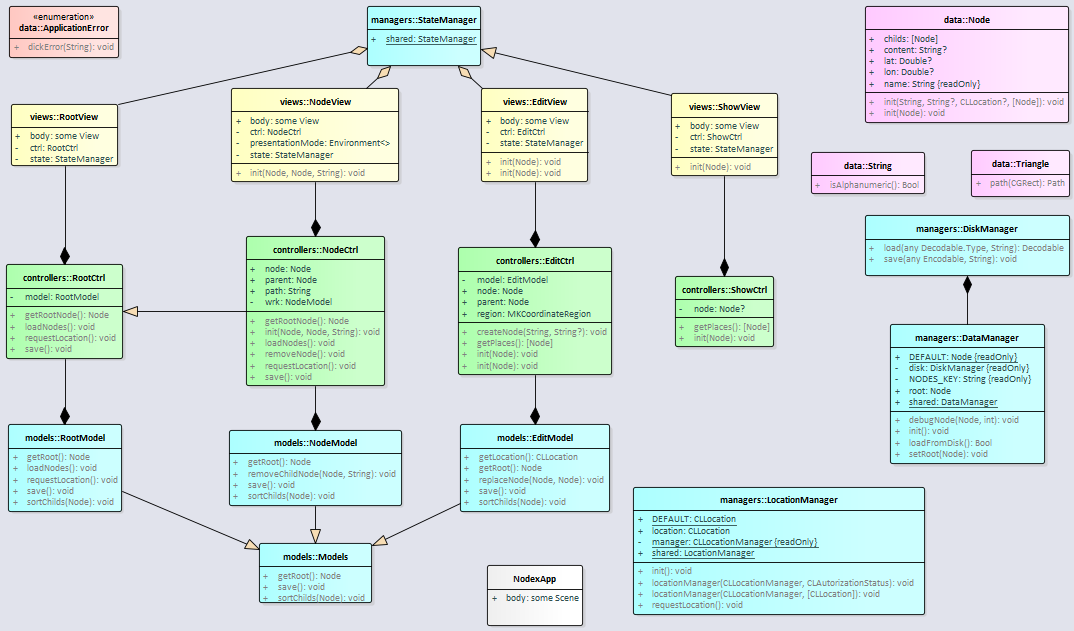 «enumeration»
data::ApplicationError
+ dickError(String): void
managers::StateManager
+ shared: StateManager
data::Node
+ childs: [Node]
+ content: String?
+ lat: Double?
+ lon: Double?
+ name: String {readOnly}
+ init(String, String?, CLLocation?, [Node]): void
+ init(Node): void
views::RootView
+ body: some View
- ctrl: RootCtrl
- state: StateManager
views::NodeView
+ body: some View
- ctrl: NodeCtrl
- presentationMode: Environment<>
- state: StateManager
+ init(Node, Node, String): void
views::EditView
+ body: some View
- ctrl: EditCtrl
- state: StateManager
+ init(Node): void
+ init(Node): void
views::ShowView
+ body: some View
- ctrl: ShowCtrl
- state: StateManager
+ init(Node): void
data::String
+ isAlphanumeric(): Bool
data::Triangle
+ path(CGRect): Path
managers::DiskManager
+ load(any Decodable.Type, String): Decodable
+ save(any Encodable, String): void
controllers::RootCtrl
- model: RootModel
+ getRootNode(): Node
+ loadNodes(): void
+ requestLocation(): void
+ save(): void
controllers::NodeCtrl
+ node: Node
+ parent: Node
+ path: String
- wrk: NodeModel
+ getRootNode(): Node
+ init(Node, Node, String): void
+ loadNodes(): void
+ removeNode(): void
+ requestLocation(): void
+ save(): void
controllers::EditCtrl
- model: EditModel
+ node: Node
+ parent: Node
+ region: MKCoordinateRegion
+ createNode(String, String?): void
+ getPlaces(): [Node]
+ init(Node): void
+ init(Node): void
controllers::ShowCtrl
- node: Node?
+ getPlaces(): [Node]
+ init(Node): void
managers::DataManager
+ DEFAULT: Node {readOnly}
- disk: DiskManager {readOnly}
- NODES_KEY: String {readOnly}
+ root: Node
+ shared: DataManager
+ debugNode(Node, int): void
+ init(): void
+ loadFromDisk(): Bool
+ setRoot(Node): void
models::RootModel
+ getRoot(): Node
+ loadNodes(): void
+ requestLocation(): void
+ save(): void
+ sortChilds(Node): void
models::NodeModel
+ getRoot(): Node
+ removeChildNode(Node, String): void
+ save(): void
+ sortChilds(Node): void
models::EditModel
+ getLocation(): CLLocation
+ getRoot(): Node
+ replaceNode(Node, Node): void
+ save(): void
+ sortChilds(Node): void
managers::LocationManager
+ DEFAULT: CLLocation
+ location: CLLocation
- manager: CLLocationManager {readOnly}
+ shared: LocationManager
+ init(): void
+ locationManager(CLLocationManager, CLAutorizationStatus): void
+ locationManager(CLLocationManager, [CLLocation]): void
+ requestLocation(): void
models::Models
+ getRoot(): Node
+ save(): void
+ sortChilds(Node): void
NodexApp
+ body: some Scene